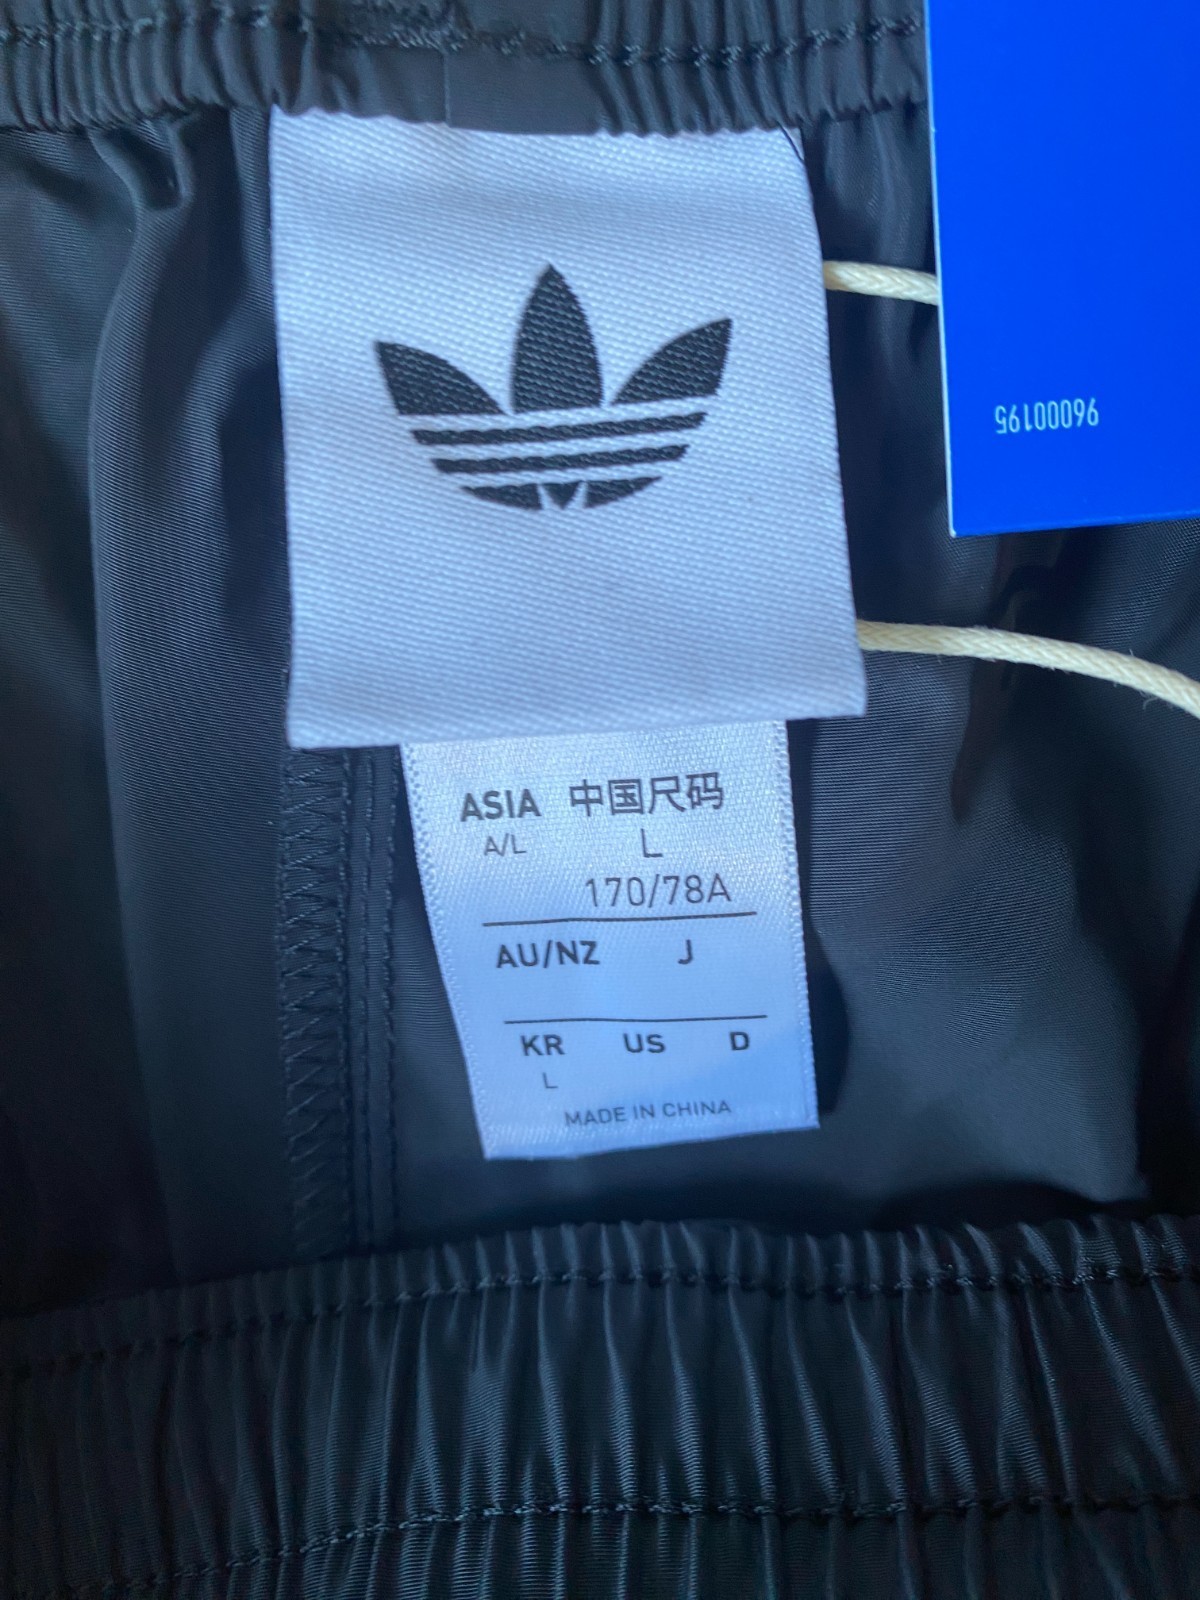 96000195
ASIA 中国尺码
A/L L
170/78A
AU/NZ J
KR US D
L
MADE IN CHINA